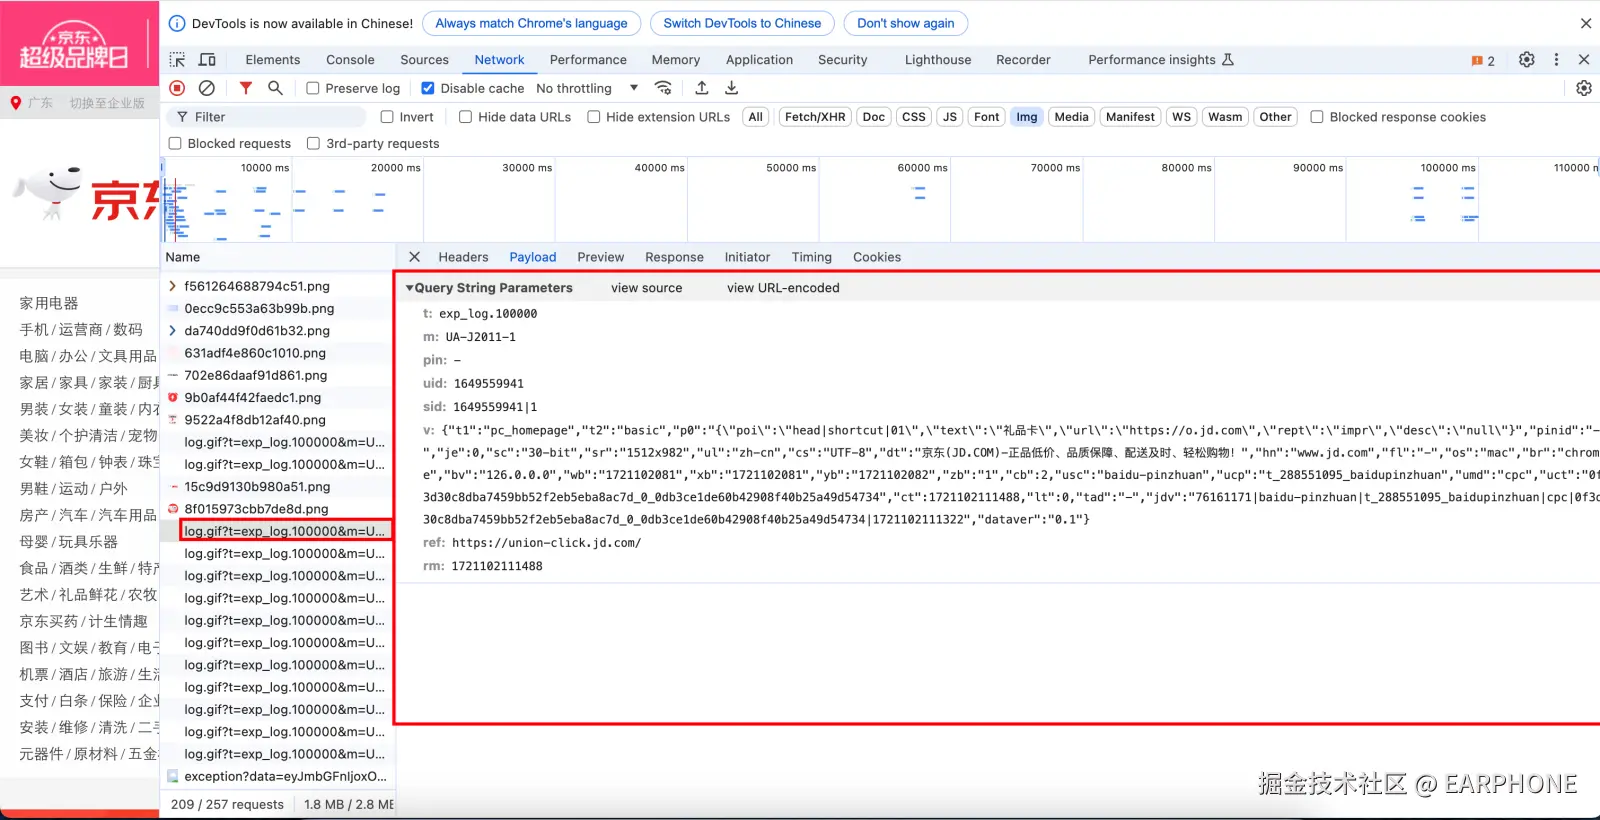 京东
超级品牌日
广东 切换至企业版
京东
家用电器
手机 / 运营商 / 数码
电脑 / 办公 / 文具用品
家居 / 家具 / 家装 / 厨具
男装 / 女装 / 童装 / 内衣
美妆 / 个护清洁 / 宠物
女鞋 / 箱包 / 钟表 / 珠宝
男鞋 / 运动 / 户外
房产 / 汽车 / 汽车用品
母婴 / 玩具乐器
食品 / 酒类 / 生鲜 / 特产
艺术 / 礼品鲜花 / 农牧
京东买药 / 计生情趣
图书 / 文娱 / 教育 / 电子
机票 / 酒店 / 旅游 / 生活
支付 / 白条 / 保险 / 企业
安装 / 维修 / 清洗 / 二手
元器件 / 原材料 / 五金
DevTools is now available in Chinese! Always match Chrome's language Switch DevTools to Chinese Don't show again
Elements Console Sources Network Performance Memory Application Security Lighthouse Recorder Performance insights 2
Preserve log Disable cache No throttling
Filter Invert Hide data URLs Hide extension URLs All Fetch/XHR Doc CSS JS Font Img Media Manifest WS Wasm Other Blocked response cookies
Blocked requests 3rd-party requests
10000 ms 20000 ms 30000 ms 40000 ms 50000 ms 60000 ms 70000 ms 80000 ms 90000 ms 100000 ms 110000 n
Name
f561264688794c51.png
0ecc9c553a63b99b.png
da740dd9f0d61b32.png
631adf4e860c1010.png
702e86daaf91d861.png
9b0af44f42faedc1.png
9522a4f8db12af40.png
log.gif?t=exp_log.100000&m=U...
log.gif?t=exp_log.100000&m=U...
15c9d9130b980a51.png
8f015973cbb7de8d.png
log.gif?t=exp_log.100000&m=U...
log.gif?t=exp_log.100000&m=U...
log.gif?t=exp_log.100000&m=U...
log.gif?t=exp_log.100000&m=U...
log.gif?t=exp_log.100000&m=U...
log.gif?t=exp_log.100000&m=U...
log.gif?t=exp_log.100000&m=U...
log.gif?t=exp_log.100000&m=U...
log.gif?t=exp_log.100000&m=U...
log.gif?t=exp_log.100000&m=U...
log.gif?t=exp_log.100000&m=U...
exception?data=eyJmbGFnIjoxO...
209 / 257 requests 1.8 MB / 2.8 ME
Headers Payload Preview Response Initiator Timing Cookies
▼Query String Parameters view source view URL-encoded
t: exp_log.100000
m: UA-J2011-1
pin: –
uid: 1649559941
sid: 1649559941|1
v: {"t1":"pc_homepage","t2":"basic","p0":"{\"poi\":\"head|shortcut|01\",\"text\":\"礼品卡\",\"url\":\"https://o.jd.com\",\"rept\":\"impr\",\"desc\":\"null\"}","pinid":"-
","je":0,"sc":"30-bit","sr":"1512x982","ul":"zh-cn","cs":"UTF-8","dt":"京东(JD.COM)-正品低价、品质保障、配送及时、轻松购物！","hn":"www.jd.com","fl":"-","os":"mac","br":"chrom
e","bv":"126.0.0.0","wb":"1721102081","xb":"1721102081","yb":"1721102082","zb":"1","cb":2,"usc":"baidu-pinzhuan","ucp":"t_288551095_baidupinzhuan","umd":"cpc","uct":"0f
3d30c8dba7459bb52f2eb5eba8ac7d_0_0db3ce1de60b42908f40b25a49d54734","ct":1721102111488,"lt":0,"tad":"-","jdv":"76161171|baidu-pinzhuan|t_288551095_baidupinzhuan|cpc|0f3d
30c8dba7459bb52f2eb5eba8ac7d_0_0db3ce1de60b42908f40b25a49d54734|1721102111322","dataver":"0.1"}
ref: https://union-click.jd.com/
rm: 1721102111488
掘金技术社区 @ EARPHONE